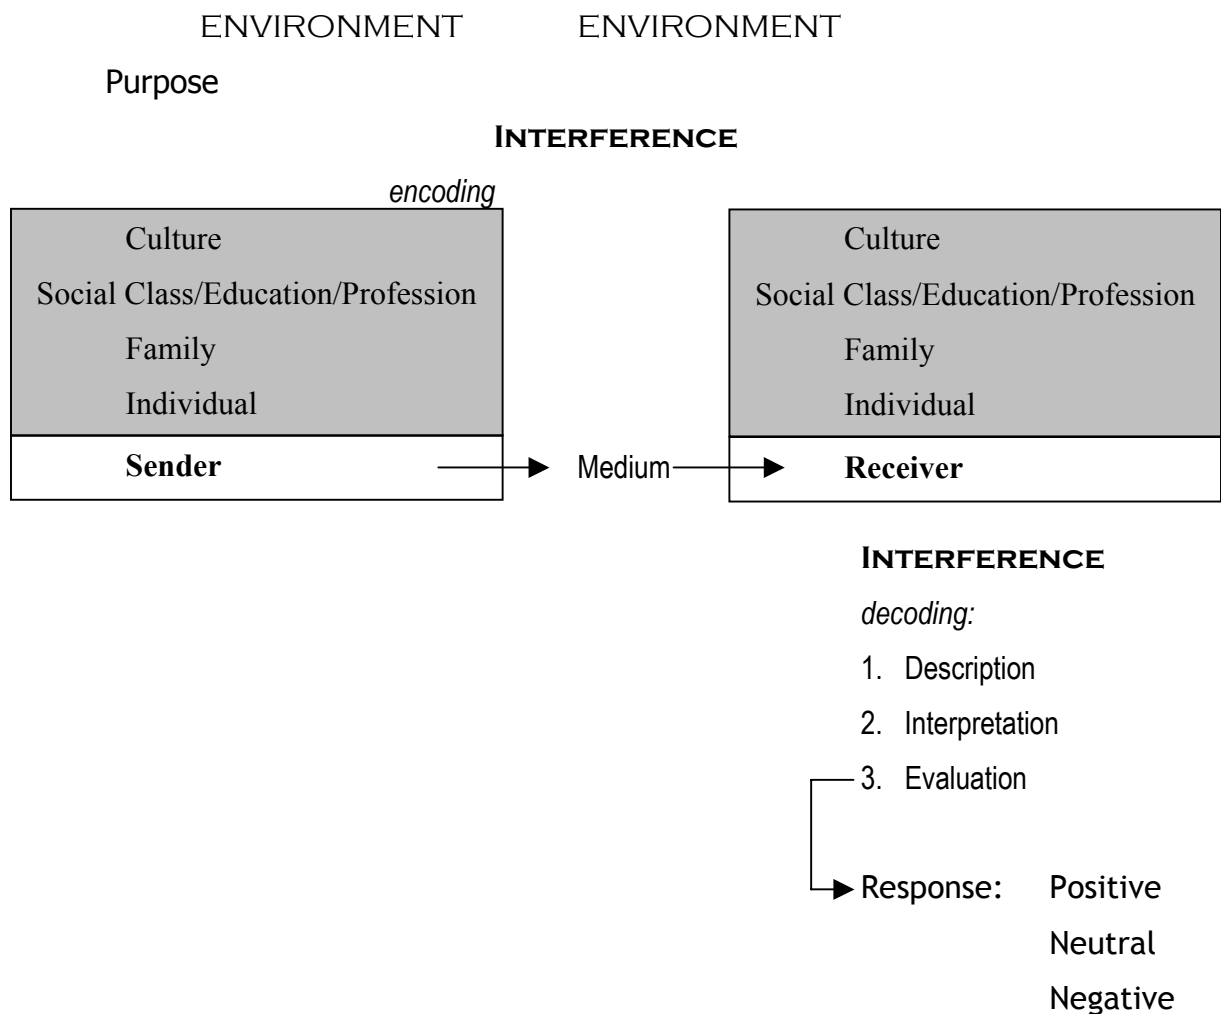 ENVIRONMENT ENVIRONMENT
Purpose
INTERFERENCE
encoding
Culture
Social Class/Education/Profession
Family
Individual
Sender
Medium
Culture
Social Class/Education/Profession
Family
Individual
Receiver
INTERFERENCE
decoding:
1. Description
2. Interpretation
3. Evaluation
Response: Positive
Neutral
Negative